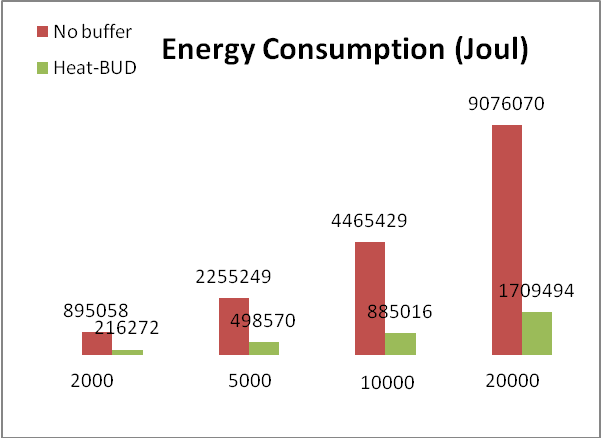 No buffer
Heat-BUD
Energy Consumption (Joul)
9076070
4465429
2255249
1709494
895058
885016
498570
216272
2000 5000 10000 20000